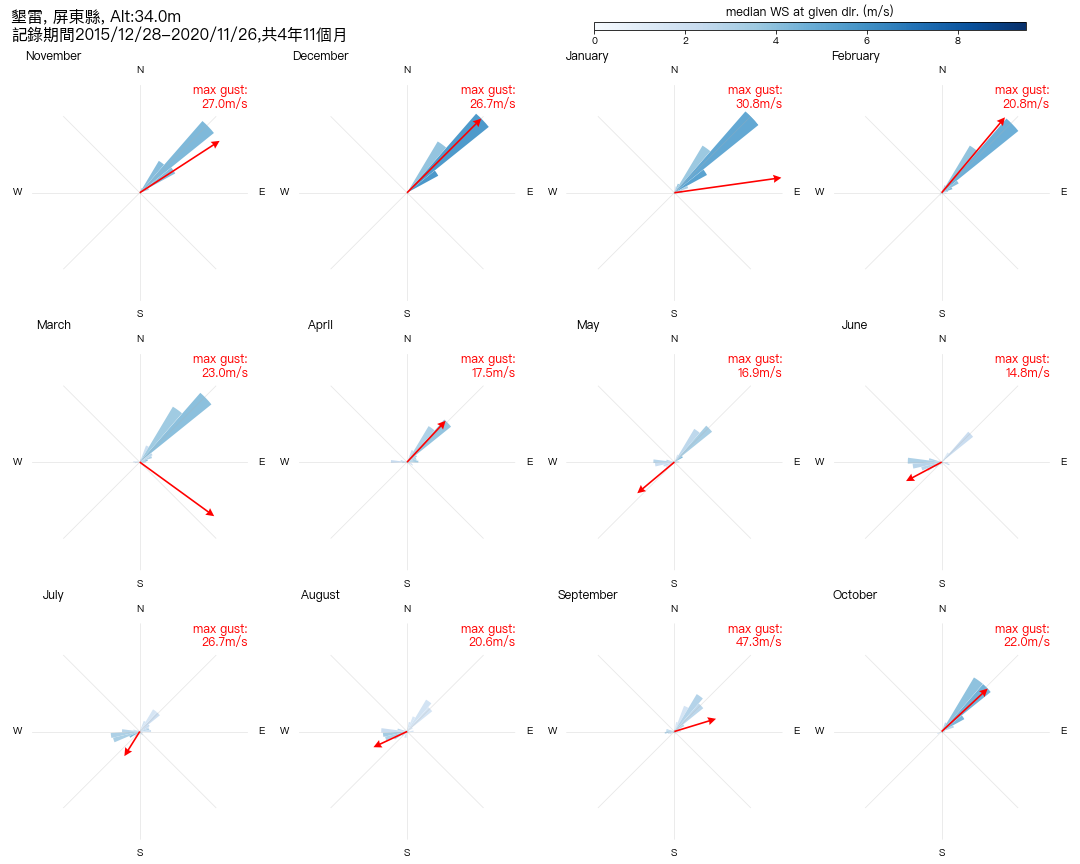 墾雷, 屏東縣, Alt:34.0m
記錄期間2015/12/28–2020/11/26,共4年11個月
median WS at given dir. (m/s)
0 2 4 6 8
November December January February
N N N N
max gust: max gust: max gust: max gust:
27.0m/s 26.7m/s 30.8m/s 20.8m/s
W E W E W E W E
S S S S
March April May June
N N N N
max gust: max gust: max gust: max gust:
23.0m/s 17.5m/s 16.9m/s 14.8m/s
W E W E W E W E
S S S S
July August September October
N N N N
max gust: max gust: max gust: max gust:
26.7m/s 20.6m/s 47.3m/s 22.0m/s
W E W E W E W E
S S S S